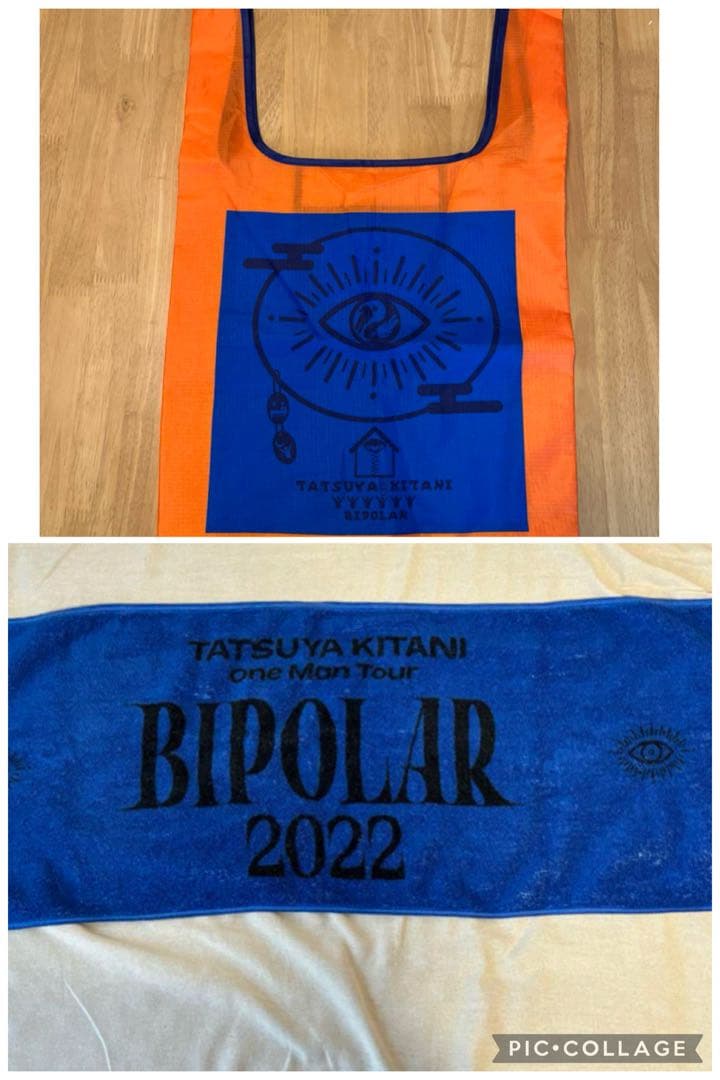 TATSUYA KITANI
BIPOLAR
TATSUYA KITANI
one Man Tour
BIPOLAR
2022
PIC•COLLAGE